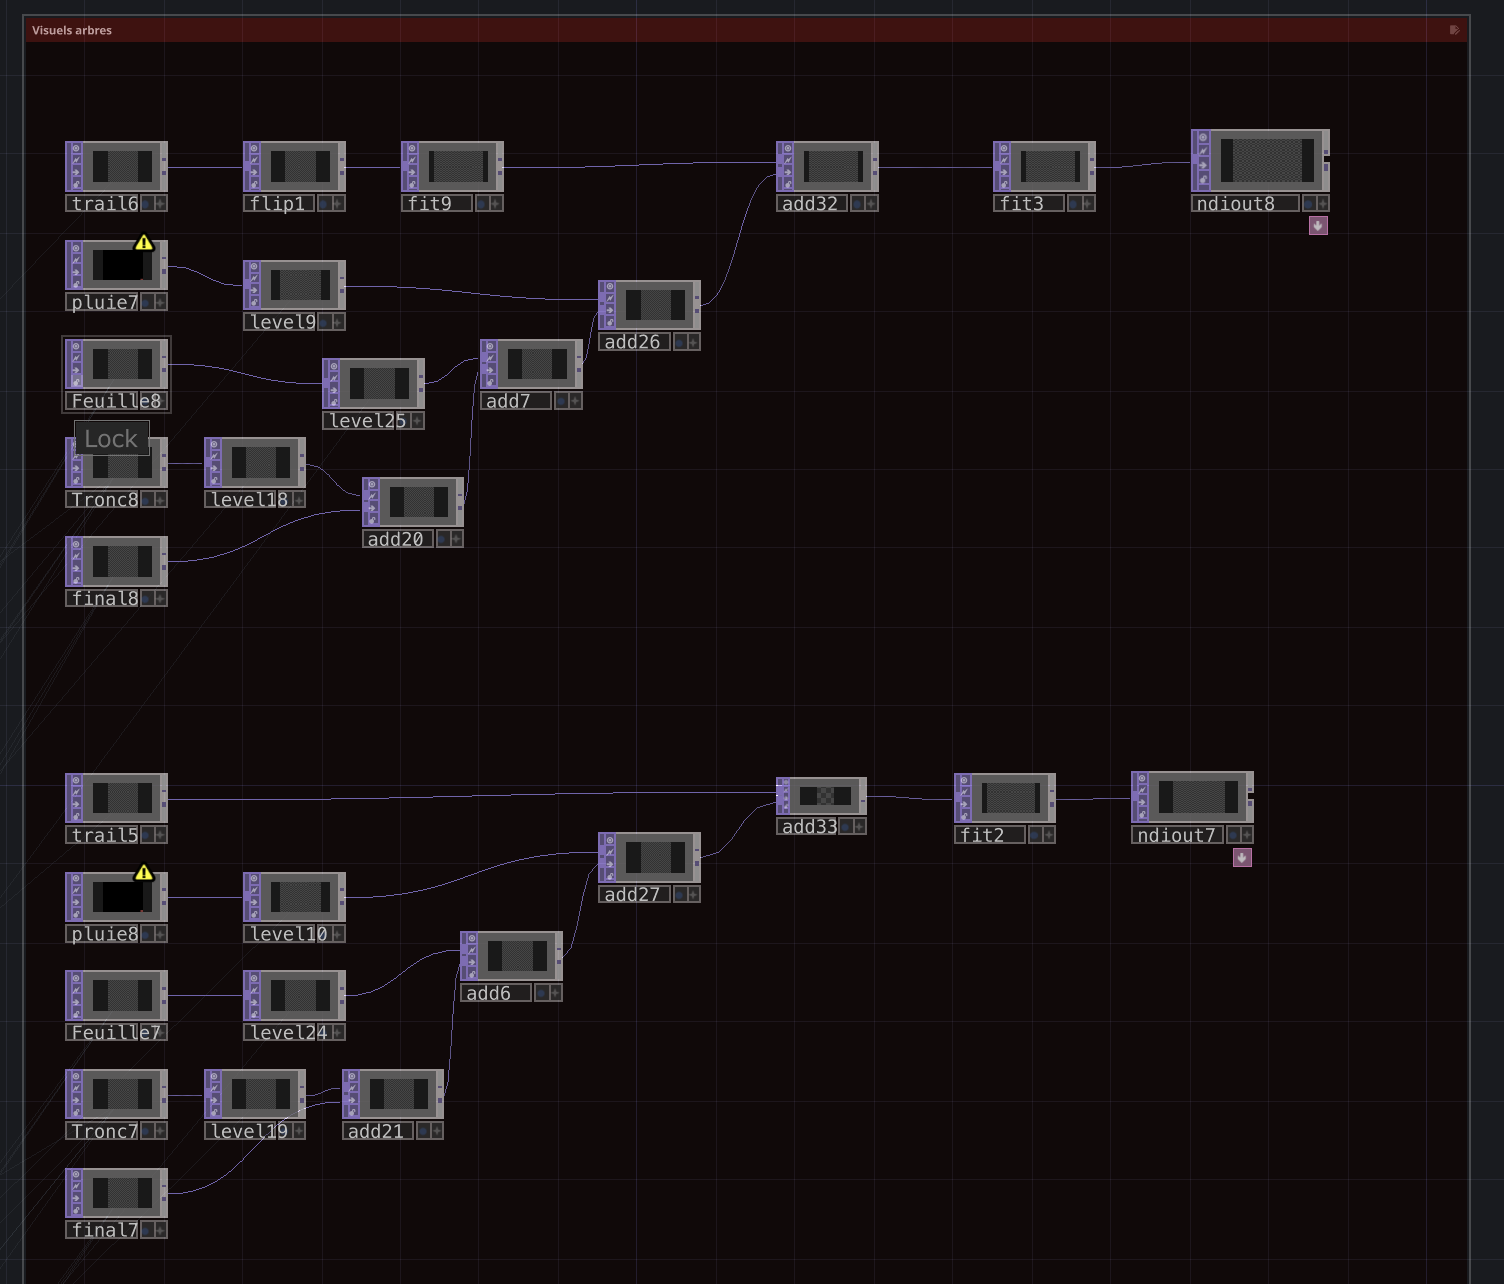 Visuels arbres
trail6
flip1
fit9
add32
fit3
ndiout8
pluie7
level9
add26
Feuille8
level25
add7
Lock
Tronc8
level18
add20
final8
trail5
add33
fit2
ndiout7
pluie8
level10
add27
Feuille7
level24
add6
Tronc7
level19
add21
final7